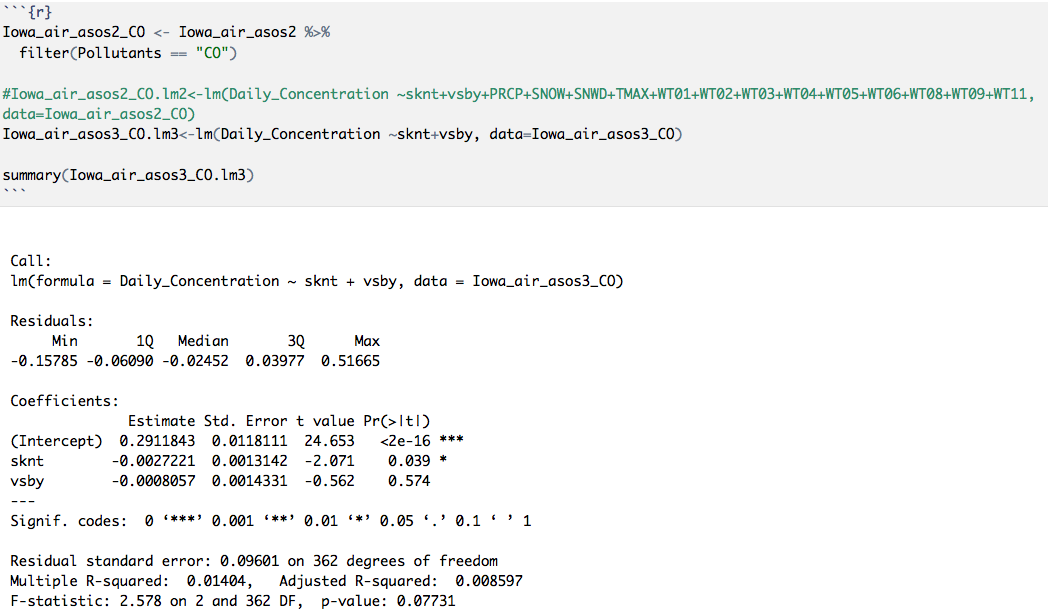 ```{r}
Iowa_air_asos2_CO <- Iowa_air_asos2 %>%
  filter(Pollutants == "CO")

#Iowa_air_asos2_CO.lm2<-lm(Daily_Concentration ~sknt+vsby+PRCP+SNOW+SNWD+TMAX+WT01+WT02+WT03+WT04+WT05+WT06+WT08+WT09+WT11,
data=Iowa_air_asos2_CO)
Iowa_air_asos3_CO.lm3<-lm(Daily_Concentration ~sknt+vsby, data=Iowa_air_asos3_CO)

summary(Iowa_air_asos3_CO.lm3)
```

Call:
lm(formula = Daily_Concentration ~ sknt + vsby, data = Iowa_air_asos3_CO)

Residuals:
     Min       1Q   Median       3Q      Max
-0.15785 -0.06090 -0.02452  0.03977  0.51665

Coefficients:
              Estimate Std. Error t value Pr(>|t|)
(Intercept)  0.2911843  0.0118111  24.653   <2e-16 ***
sknt        -0.0027221  0.0013142  -2.071    0.039 *
vsby        -0.0008057  0.0014331  -0.562    0.574
---
Signif. codes:  0 ‘***’ 0.001 ‘**’ 0.01 ‘*’ 0.05 ‘.’ 0.1 ‘ ’ 1

Residual standard error: 0.09601 on 362 degrees of freedom
Multiple R-squared:  0.01404,   Adjusted R-squared:  0.008597
F-statistic: 2.578 on 2 and 362 DF,  p-value: 0.07731